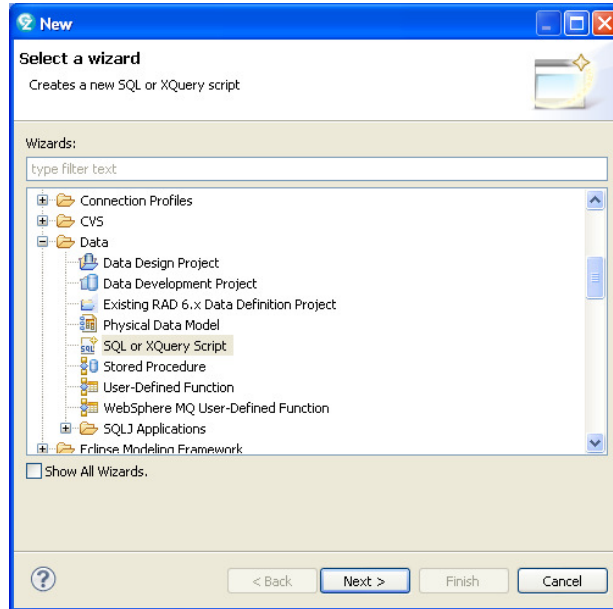 New
Select a wizard
Creates a new SQL or XQuery script
Wizards:
type filter text
Connection Profiles
CVS
Data
Data Design Project
Data Development Project
Existing RAD 6.x Data Definition Project
Physical Data Model
SQL or XQuery Script
Stored Procedure
User-Defined Function
WebSphere MQ User-Defined Function
SQLJ Applications
Eclipse Modeling Framework
Show All Wizards.
< Back Next > Finish Cancel